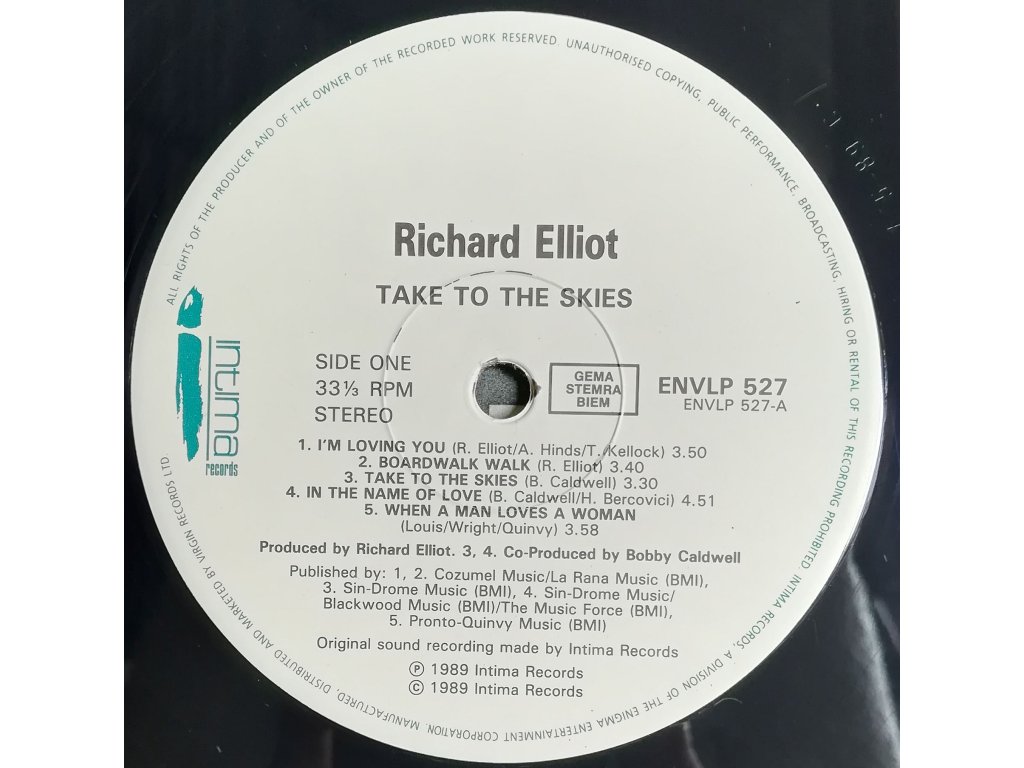 ALL RIGHTS OF THE PRODUCER AND OF THE OWNER OF THE RECORDED WORK RESERVED. UNAUTHORISED COPYING, PUBLIC PERFORMANCE, BROADCASTING, HIRING OR RENTAL OF THIS RECORDING PROHIBITED. INTIMA RECORDS, A DIVISION OF THE ENIGMA ENTERTAINMENT CORPORATION. MANUFACTURED, DISTRIBUTED AND MARKETED BY VIRGIN RECORDS LTD.
Richard Elliot
TAKE TO THE SKIES
intima
records
SIDE ONE
33⅓ RPM
STEREO
GEMA
STEMRA
BIEM
ENVLP 527
ENVLP 527-A
1. I'M LOVING YOU (R. Elliot/A. Hinds/T. Kellock) 3.50
2. BOARDWALK WALK (R. Elliot) 3.40
3. TAKE TO THE SKIES (B. Caldwell) 3.30
4. IN THE NAME OF LOVE (B. Caldwell/H. Bercovici) 4.51
5. WHEN A MAN LOVES A WOMAN
(Louis/Wright/Quinvy) 3.58
Produced by Richard Elliot. 3, 4. Co-Produced by Bobby Caldwell
Published by: 1, 2. Cozumel Music/La Rana Music (BMI),
3. Sin-Drome Music (BMI), 4. Sin-Drome Music/
Blackwood Music (BMI)/The Music Force (BMI),
5. Pronto-Quinvy Music (BMI)
Original sound recording made by Intima Records
℗ 1989 Intima Records
© 1989 Intima Records